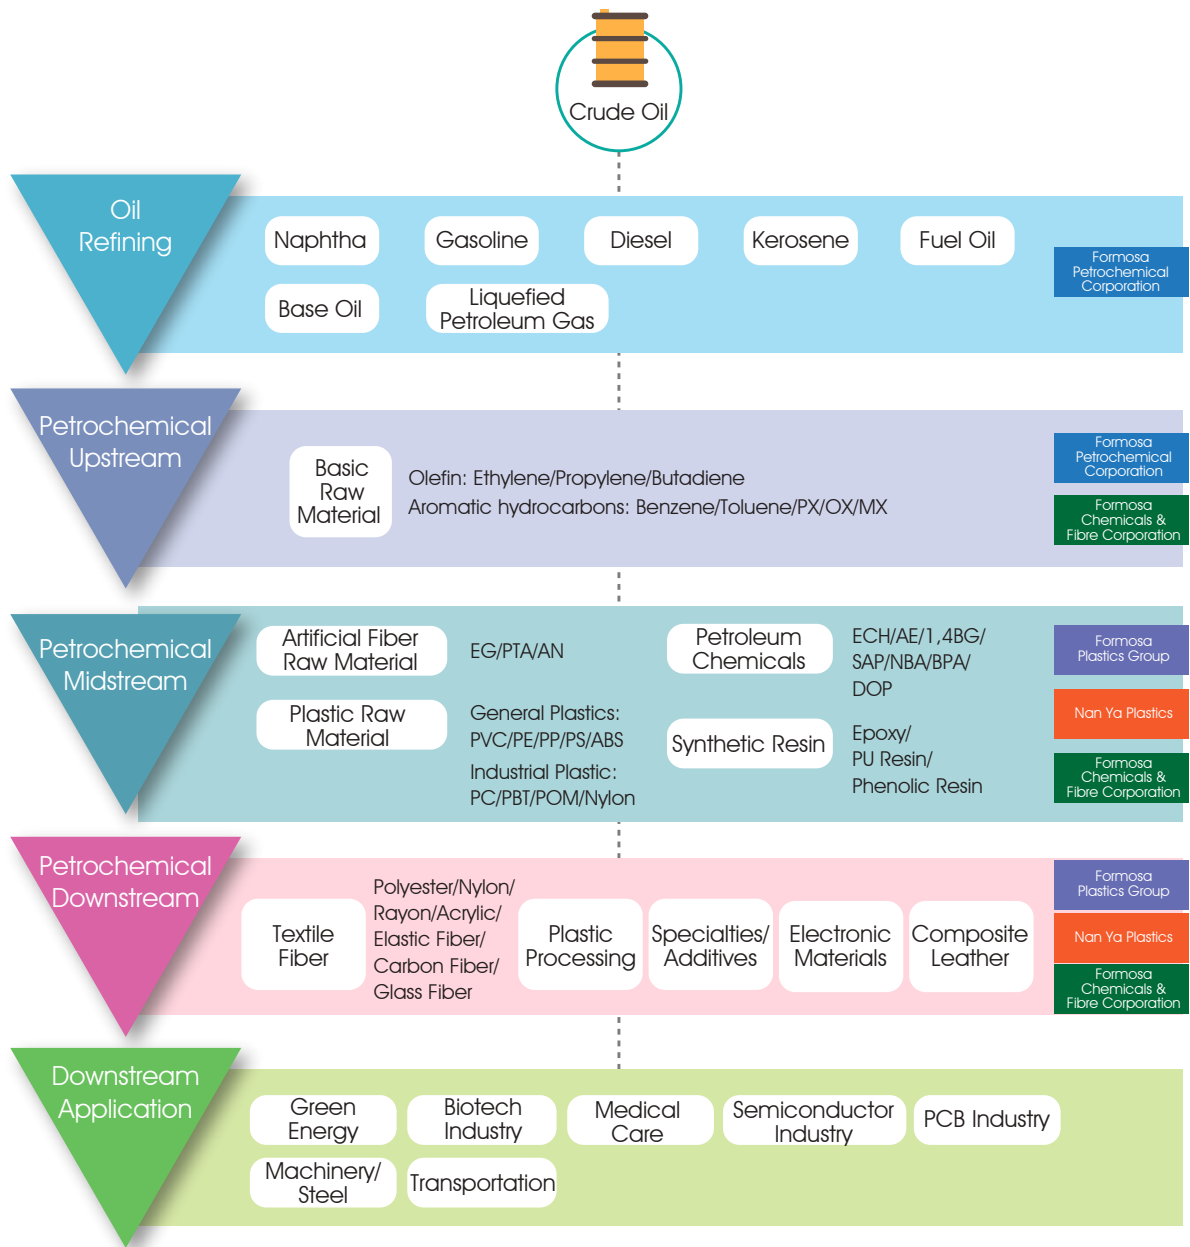 Crude Oil
Oil
Refining
Naphtha
Gasoline
Diesel
Kerosene
Fuel Oil
Base Oil
Liquefied
Petroleum Gas
Formosa
Petrochemical
Corporation
Petrochemical
Upstream
Basic
Raw
Material
Olefin: Ethylene/Propylene/Butadiene
Aromatic hydrocarbons: Benzene/Toluene/PX/OX/MX
Formosa
Petrochemical
Corporation
Formosa
Chemicals &
Fibre Corporation
Petrochemical
Midstream
Artificial Fiber
Raw Material
EG/PTA/AN
Plastic Raw
Material
General Plastics:
PVC/PE/PP/PS/ABS
Industrial Plastic:
PC/PBT/POM/Nylon
Petroleum
Chemicals
ECH/AE/1,4BG/
SAP/NBA/BPA/
DOP
Synthetic Resin
Epoxy/
PU Resin/
Phenolic Resin
Formosa
Plastics Group
Nan Ya Plastics
Formosa
Chemicals &
Fibre Corporation
Petrochemical
Downstream
Textile
Fiber
Polyester/Nylon/
Rayon/Acrylic/
Elastic Fiber/
Carbon Fiber/
Glass Fiber
Plastic
Processing
Specialties/
Additives
Electronic
Materials
Composite
Leather
Formosa
Plastics Group
Nan Ya Plastics
Formosa
Chemicals &
Fibre Corporation
Downstream
Application
Green
Energy
Biotech
Industry
Medical
Care
Semiconductor
Industry
PCB Industry
Machinery/
Steel
Transportation